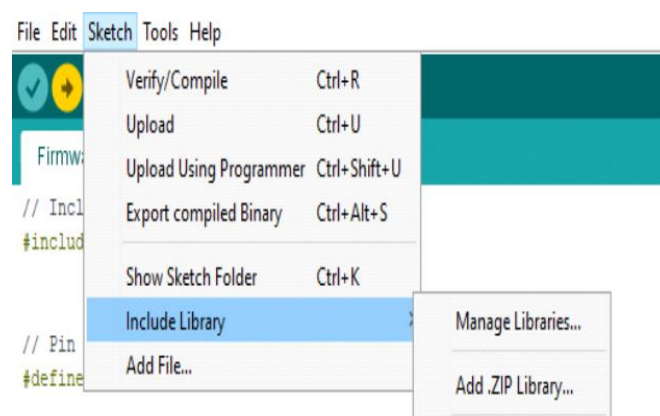 File Edit Sketch Tools Help
Verify/Compile Ctrl+R
Upload Ctrl+U
Firmw
Upload Using Programmer Ctrl+Shift+U
// Incl
Export compiled Binary Ctrl+Alt+S
#includ
Show Sketch Folder Ctrl+K
Include Library
Manage Libraries...
// Pin
Add File...
#define
Add .ZIP Library...